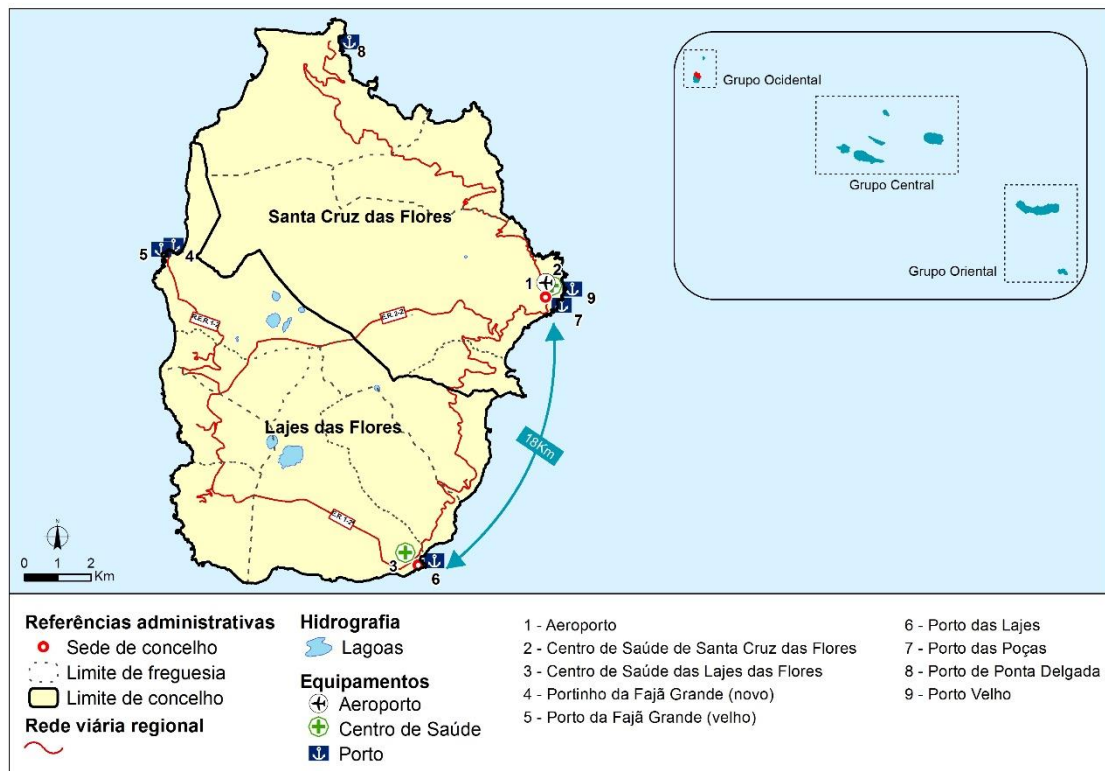 8
Grupo Ocidental
Grupo Central
Grupo Oriental
Santa Cruz das Flores
5
4
2
1
9
7
E.R. 2-2
Lajes das Flores
18Km
E.R.1-2
3
6
N
0 1 2
Km
Referências administrativas
Sede de concelho
Limite de freguesia
Limite de concelho
Rede viária regional
Hidrografia
Lagoas
Equipamentos
Aeroporto
Centro de Saúde
Porto
1 - Aeroporto
2 - Centro de Saúde de Santa Cruz das Flores
3 - Centro de Saúde das Lajes das Flores
4 - Portinho da Fajã Grande (novo)
5 - Porto da Fajã Grande (velho)
6 - Porto das Lajes
7 - Porto das Poças
8 - Porto de Ponta Delgada
9 - Porto Velho